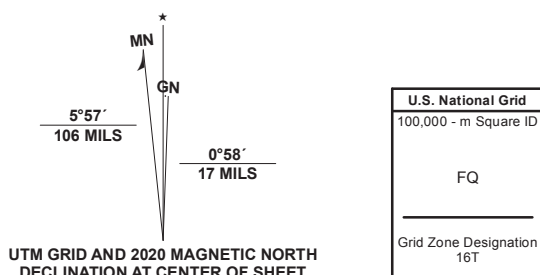 ★
MN
GN
5°57´
106 MILS
0°58´
17 MILS
UTM GRID AND 2020 MAGNETIC NORTH
DECLINATION AT CENTER OF SHEET
U.S. National Grid
100,000 - m Square ID
FQ
Grid Zone Designation
16T